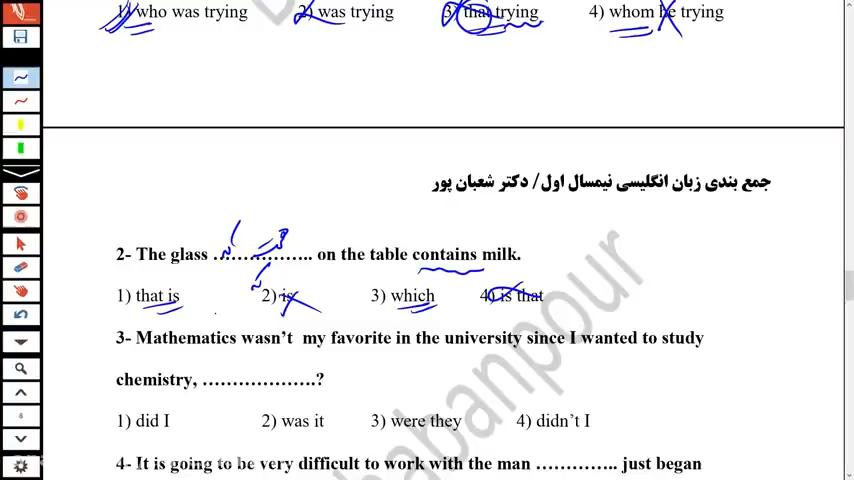 1) who was trying 2) was trying 3) that trying 4) whom he trying
جمع بندی زبان انگلیسی نیمسال اول/ دکتر شعبان پور
2- The glass ……………… on the table contains milk.
1) that is 2) is 3) which 4) is that
3- Mathematics wasn’t my favorite in the university since I wanted to study
chemistry, ………………….?
1) did I 2) was it 3) were they 4) didn’t I
4- It is going to be very difficult to work with the man ………….. just began